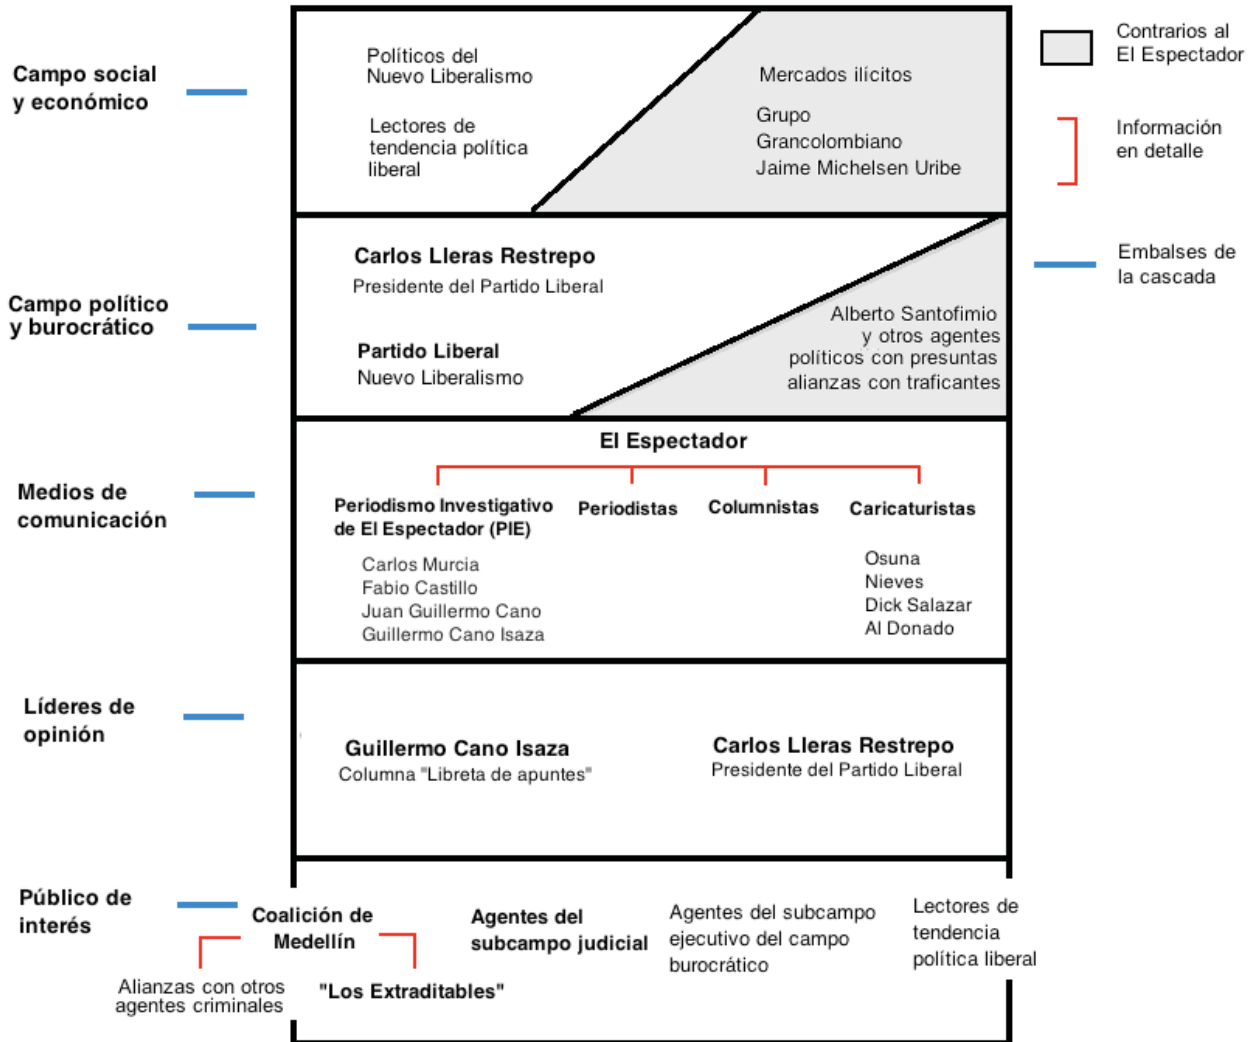 Campo social
y económico
Políticos del
Nuevo Liberalismo
Lectores de
tendencia política
liberal
Mercados ilícitos
Grupo
Grancolombiano
Jaime Michelsen Uribe
Contrarios al
El Espectador
Información
en detalle
Embalses de
la cascada
Campo político
y burocrático
Carlos Lleras Restrepo
Presidente del Partido Liberal
Partido Liberal
Nuevo Liberalismo
Alberto Santofimio
y otros agentes
políticos con presuntas
alianzas con traficantes
Medios de
comunicación
El Espectador
Periodismo Investigativo
de El Espectador (PIE)
Carlos Murcia
Fabio Castillo
Juan Guillermo Cano
Guillermo Cano Isaza
Periodistas
Columnistas
Caricaturistas
Osuna
Nieves
Dick Salazar
Al Donado
Líderes de
opinión
Guillermo Cano Isaza
Columna "Libreta de apuntes"
Carlos Lleras Restrepo
Presidente del Partido Liberal
Público de
interés
Coalición de
Medellín
Alianzas con otros
agentes criminales
"Los Extraditables"
Agentes del
subcampo judicial
Agentes del subcampo
ejecutivo del campo
burocrático
Lectores de
tendencia
política liberal